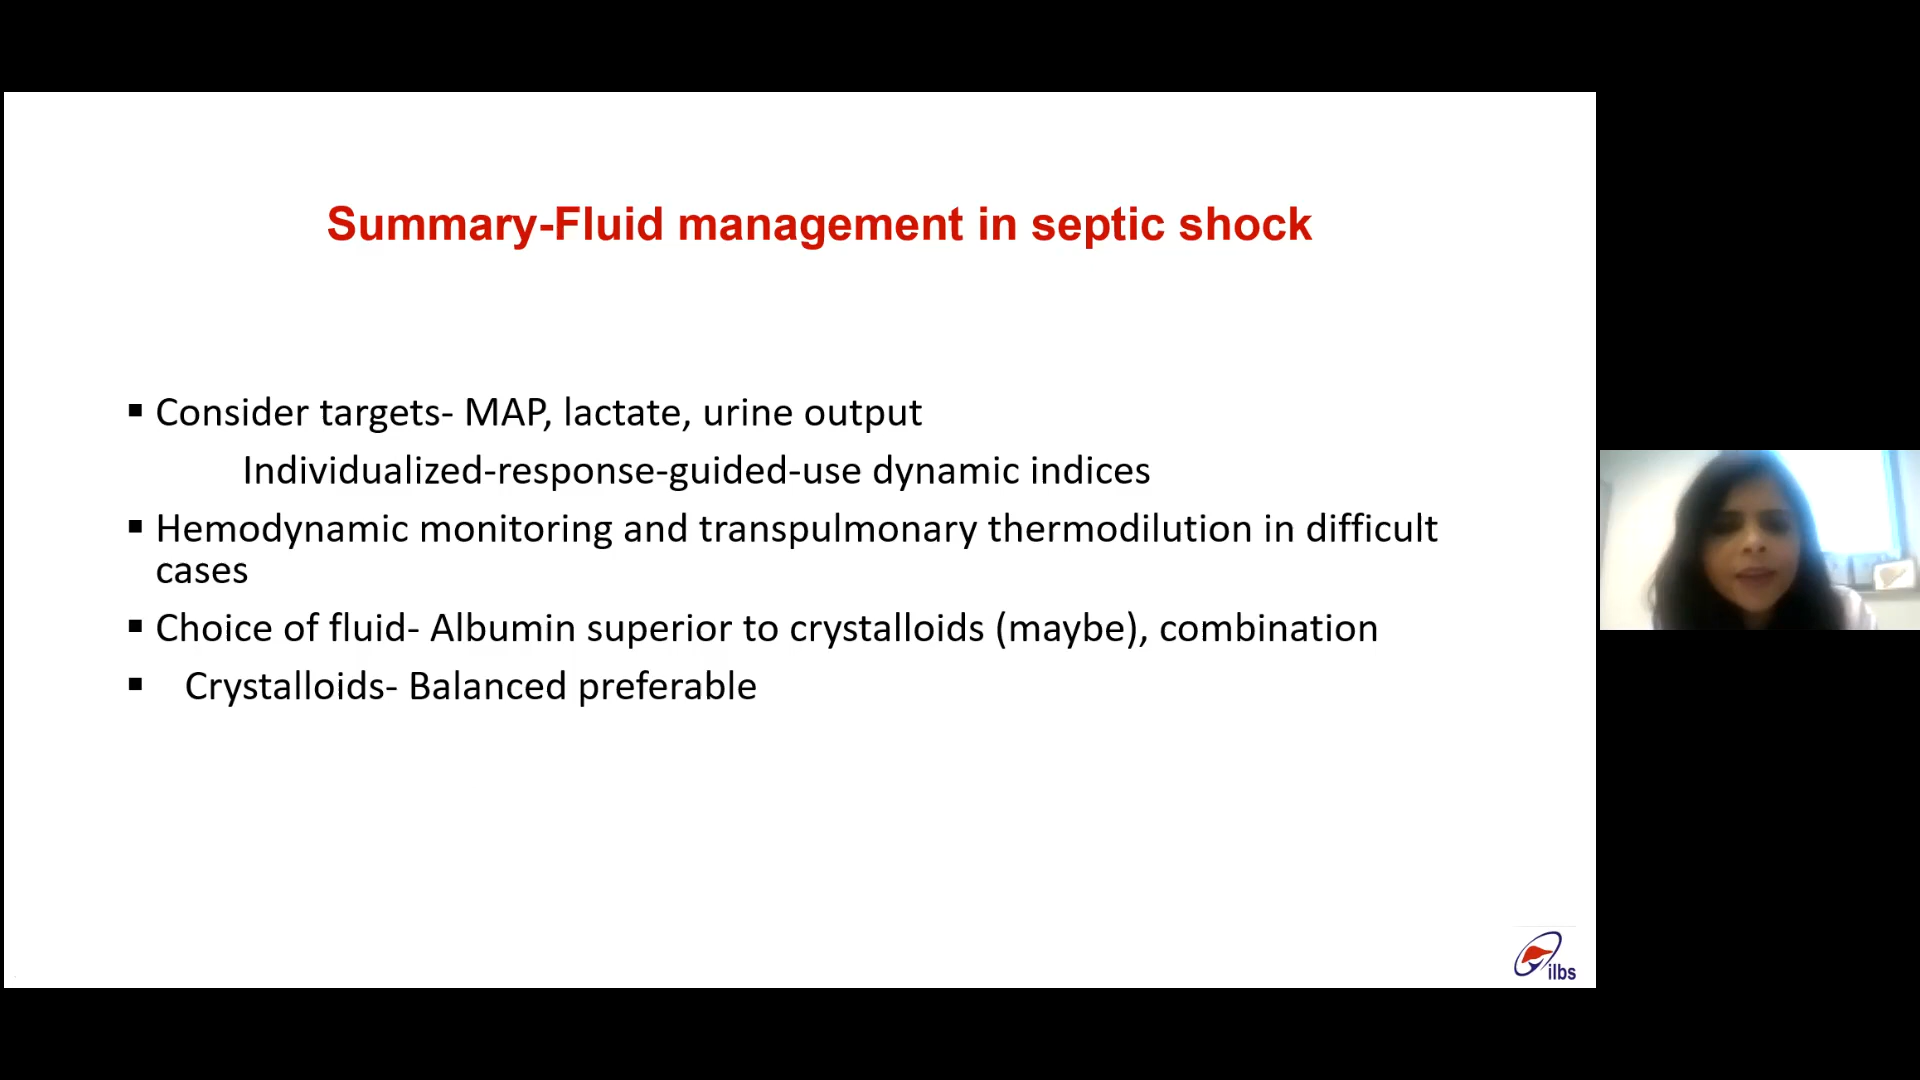 Summary-Fluid management in septic shock
▪ Consider targets- MAP, lactate, urine output
Individualized-response-guided-use dynamic indices
▪ Hemodynamic monitoring and transpulmonary thermodilution in difficult
cases
▪ Choice of fluid- Albumin superior to crystalloids (maybe), combination
▪ Crystalloids- Balanced preferable
ilbs